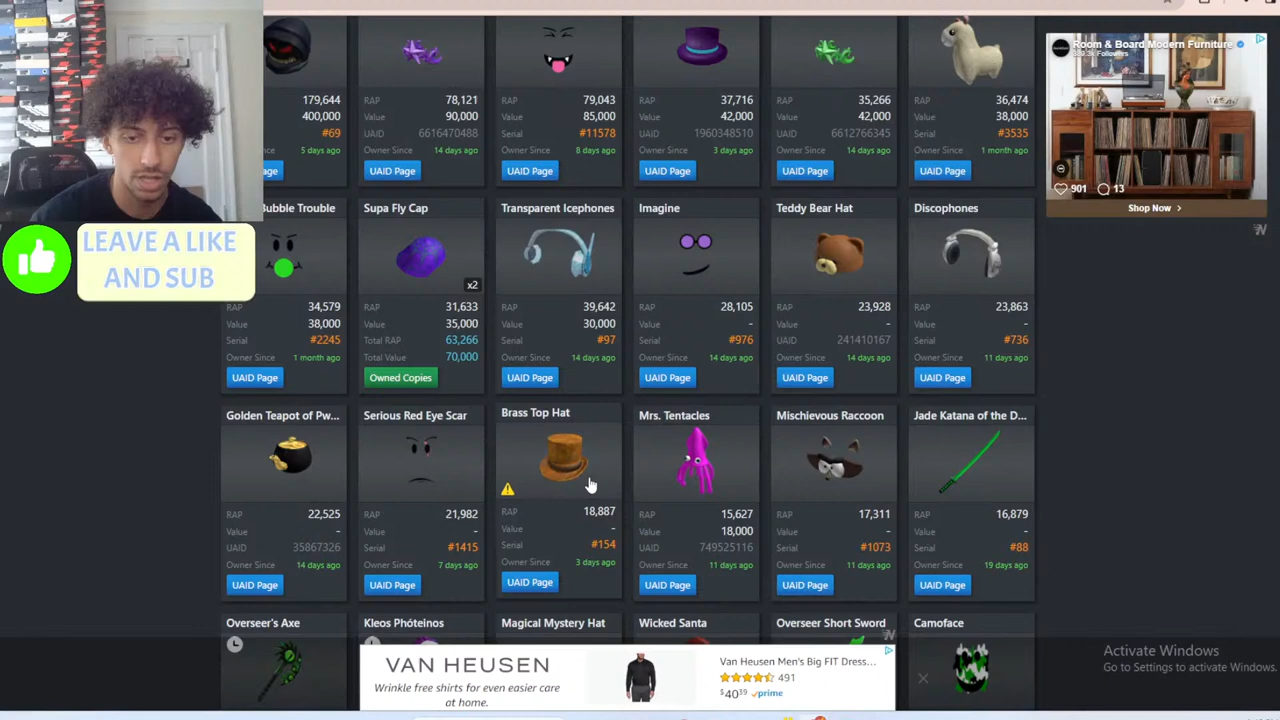 RAP 179,644
400,000
#69
5 days ago
age
RAP 78,121
Value 90,000
UAID 6616470488
Owner Since 14 days ago
UAID Page
RAP 79,043
Value 85,000
Serial #11578
Owner Since 8 days ago
UAID Page
RAP 37,716
Value 42,000
UAID 1960348510
Owner Since 3 days ago
UAID Page
RAP 35,266
Value 42,000
UAID 6612766345
Owner Since 14 days ago
UAID Page
RAP 36,474
Value 38,000
Serial #3535
Owner Since 1 month ago
UAID Page
Room & Board Modern Furniture
901 13
Shop Now >
LEAVE A LIKE
AND SUB
Bubble Trouble
RAP 34,579
Value 38,000
Serial #2245
Owner Since 1 month ago
UAID Page
Supa Fly Cap
x2
RAP 31,633
Value 35,000
Total RAP 63,266
Total Value 70,000
Owned Copies
Transparent Icephones
RAP 39,642
Value 30,000
Serial #97
Owner Since 14 days ago
UAID Page
Imagine
RAP 28,105
Value -
Serial #976
Owner Since 14 days ago
UAID Page
Teddy Bear Hat
RAP 23,928
Value -
UAID 241410167
Owner Since 14 days ago
UAID Page
Discophones
RAP 23,863
Value -
Serial #736
Owner Since 11 days ago
UAID Page
Golden Teapot of Pw...
RAP 22,525
Value -
UAID 35867326
Owner Since 14 days ago
UAID Page
Serious Red Eye Scar
RAP 21,982
Value -
Serial #1415
Owner Since 7 days ago
UAID Page
Brass Top Hat
RAP 18,887
Value -
Serial #154
Owner Since 3 days ago
UAID Page
Mrs. Tentacles
RAP 15,627
Value 18,000
UAID 749525116
Owner Since 11 days ago
UAID Page
Mischievous Raccoon
RAP 17,311
Value -
Serial #1073
Owner Since 11 days ago
UAID Page
Jade Katana of the D...
RAP 16,879
Value -
Serial #88
Owner Since 19 days ago
UAID Page
Overseer's Axe
Kleos Phóteinos
Magical Mystery Hat
Wicked Santa
Overseer Short Sword
Camoface
VAN HEUSEN
Wrinkle free shirts for even easier care
or at home.
Van Heusen Men's Big FIT Dress...
491
$4039 prime
Activate Windows
Go to Settings to activate Windows.